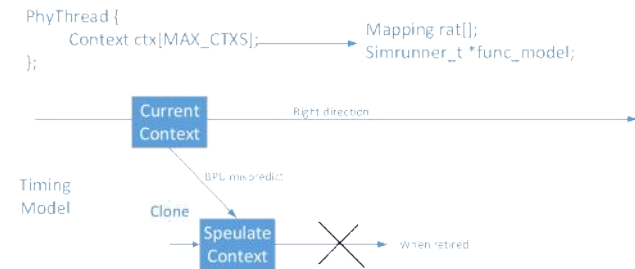 PhyThread {
Context ctx[MAX_CTXS];
};
Mapping rat[];
Simrunner_t *func_model;
Current
Context
Right direction
BPU mispredict
Timing
Model
Clone
Speulate
Context
When retired